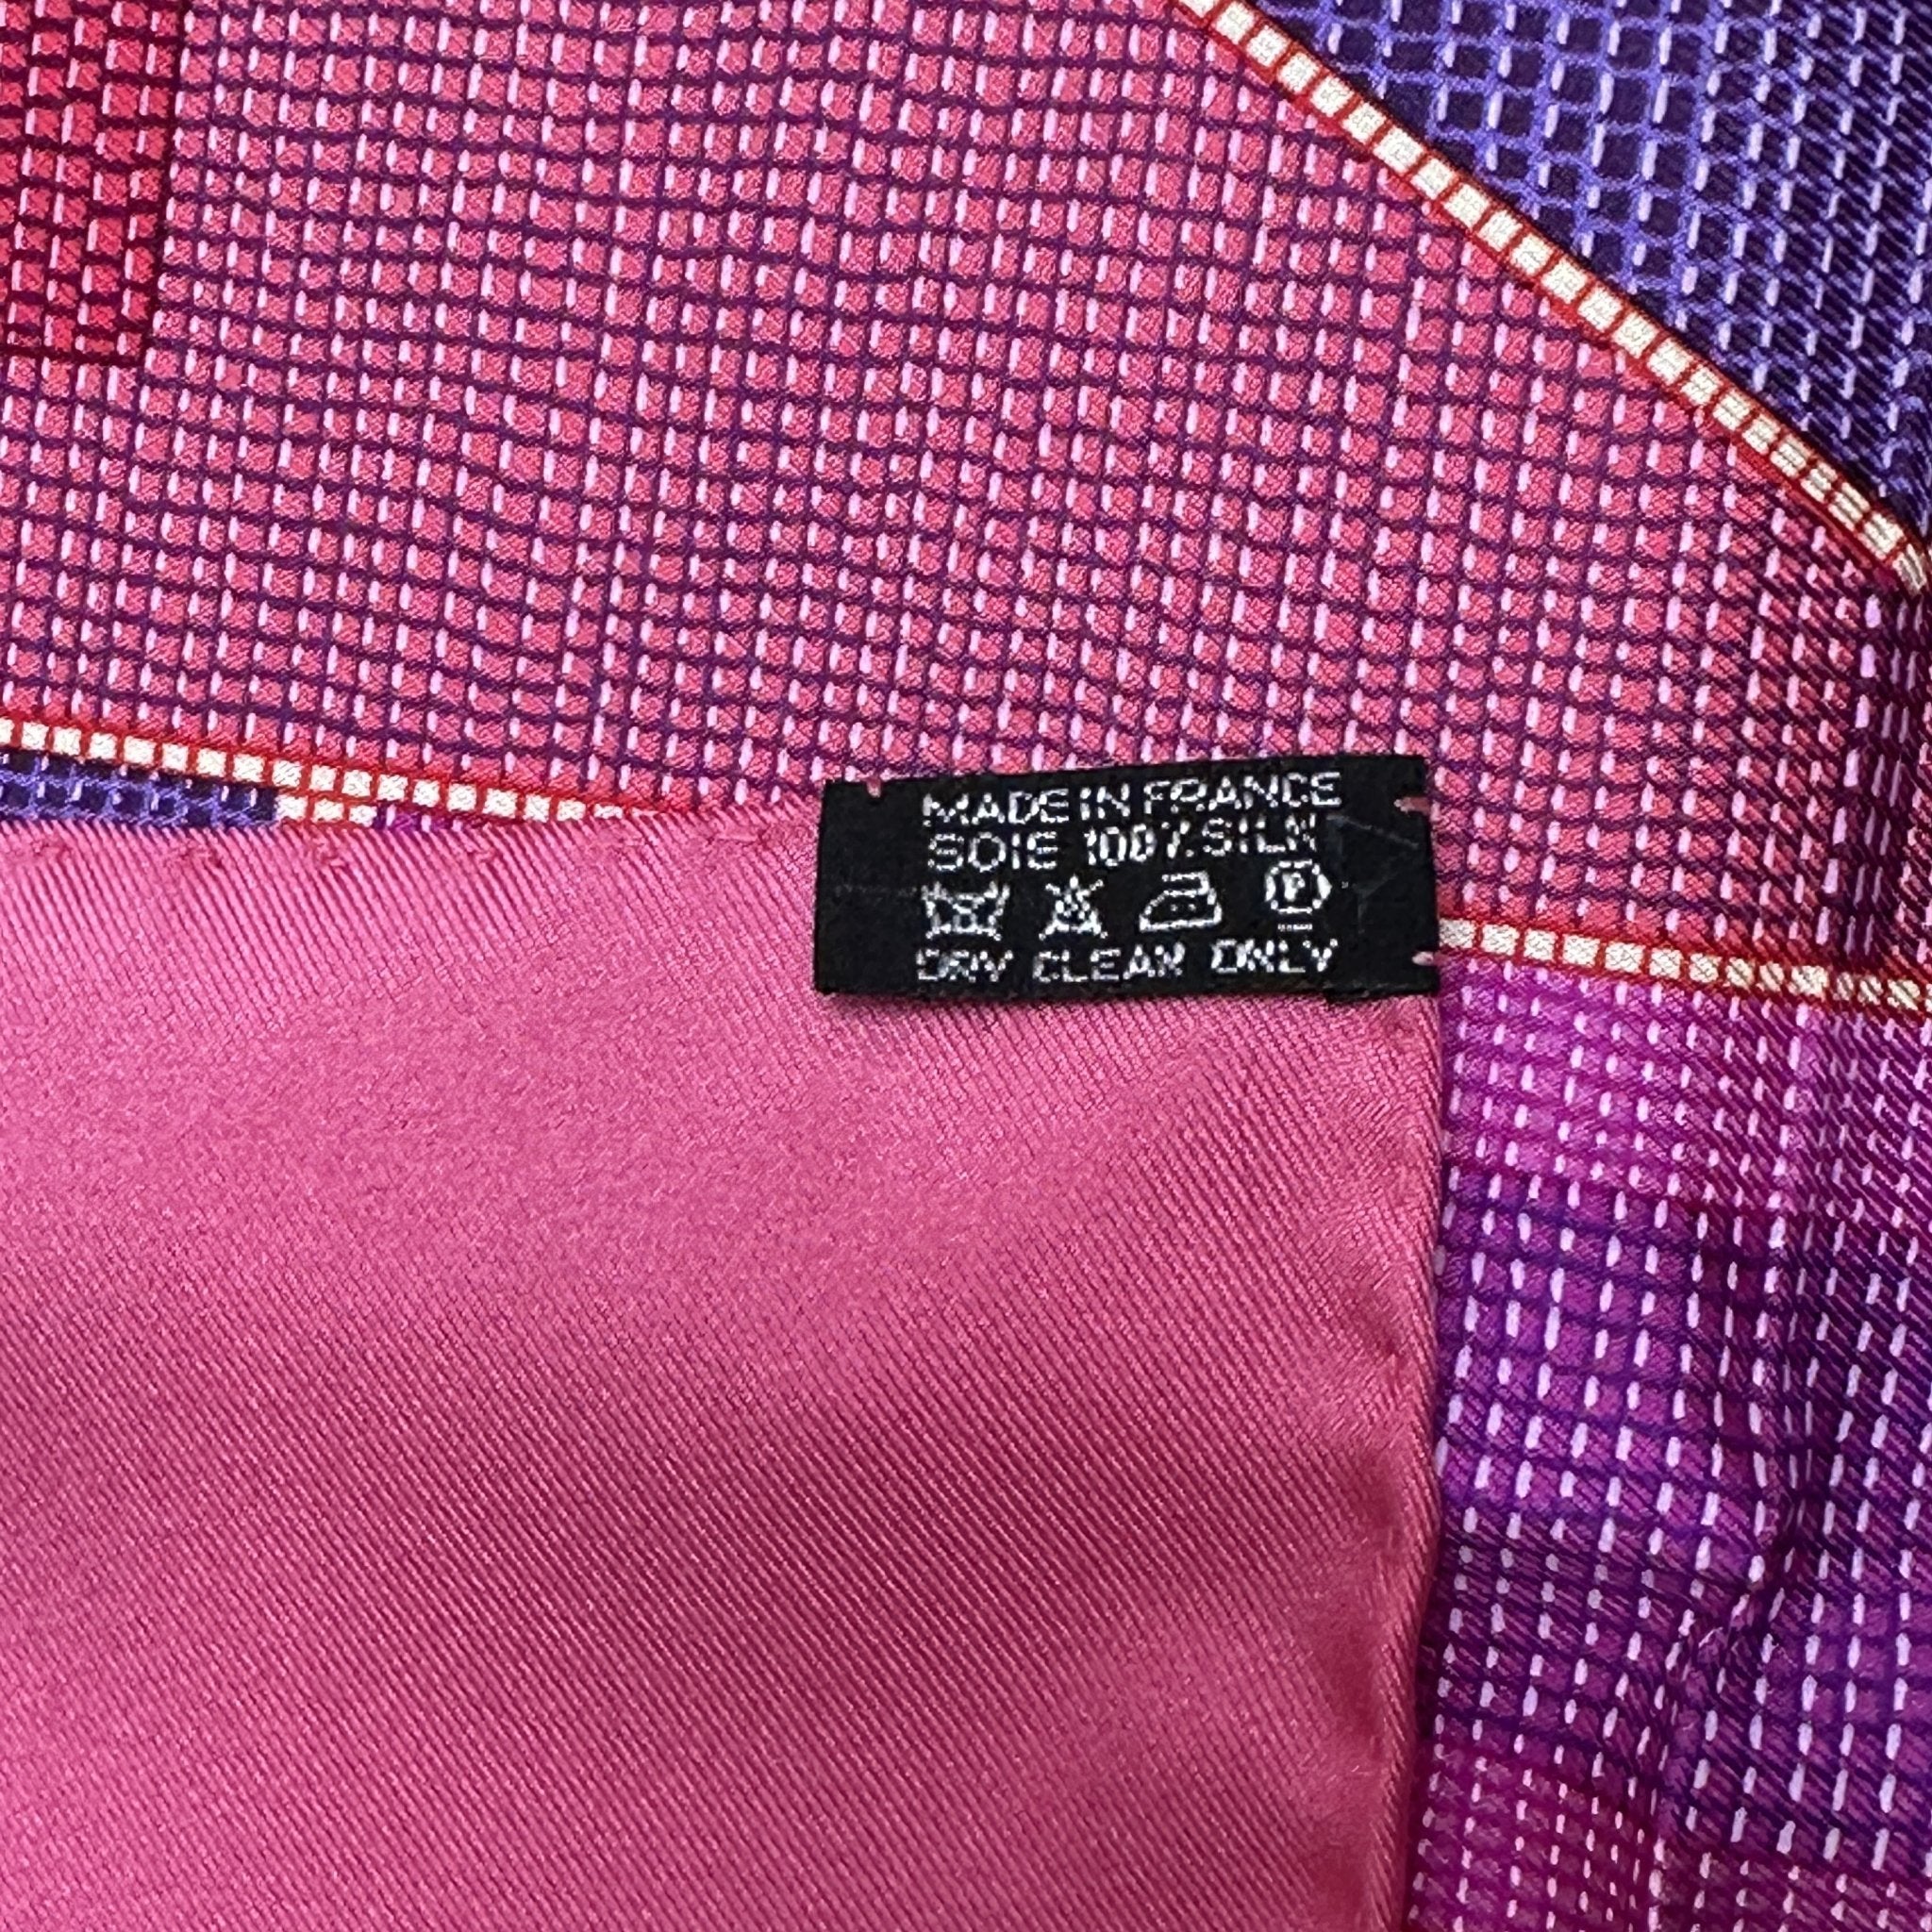 MADE IN FRANCE
SOIE 100% SILK
P
DRY CLEAN ONLY